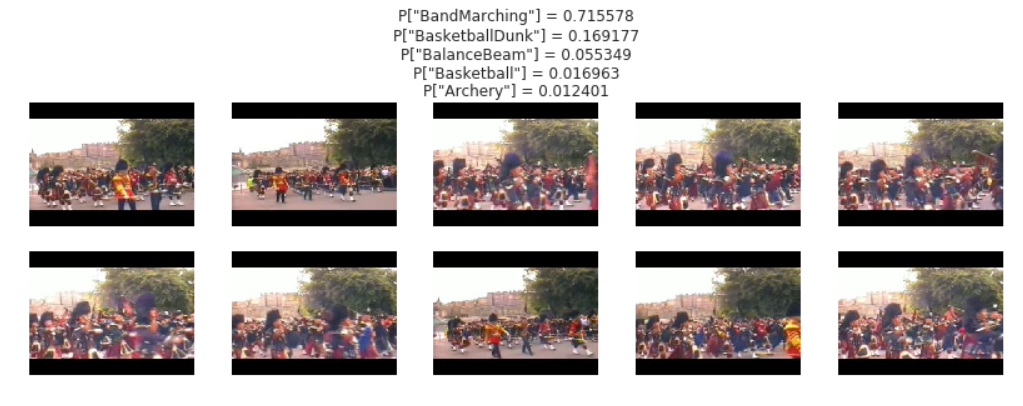 P["BandMarching"] = 0.715578
P["BasketballDunk"] = 0.169177
P["BalanceBeam"] = 0.055349
P["Basketball"] = 0.016963
P["Archery"] = 0.012401